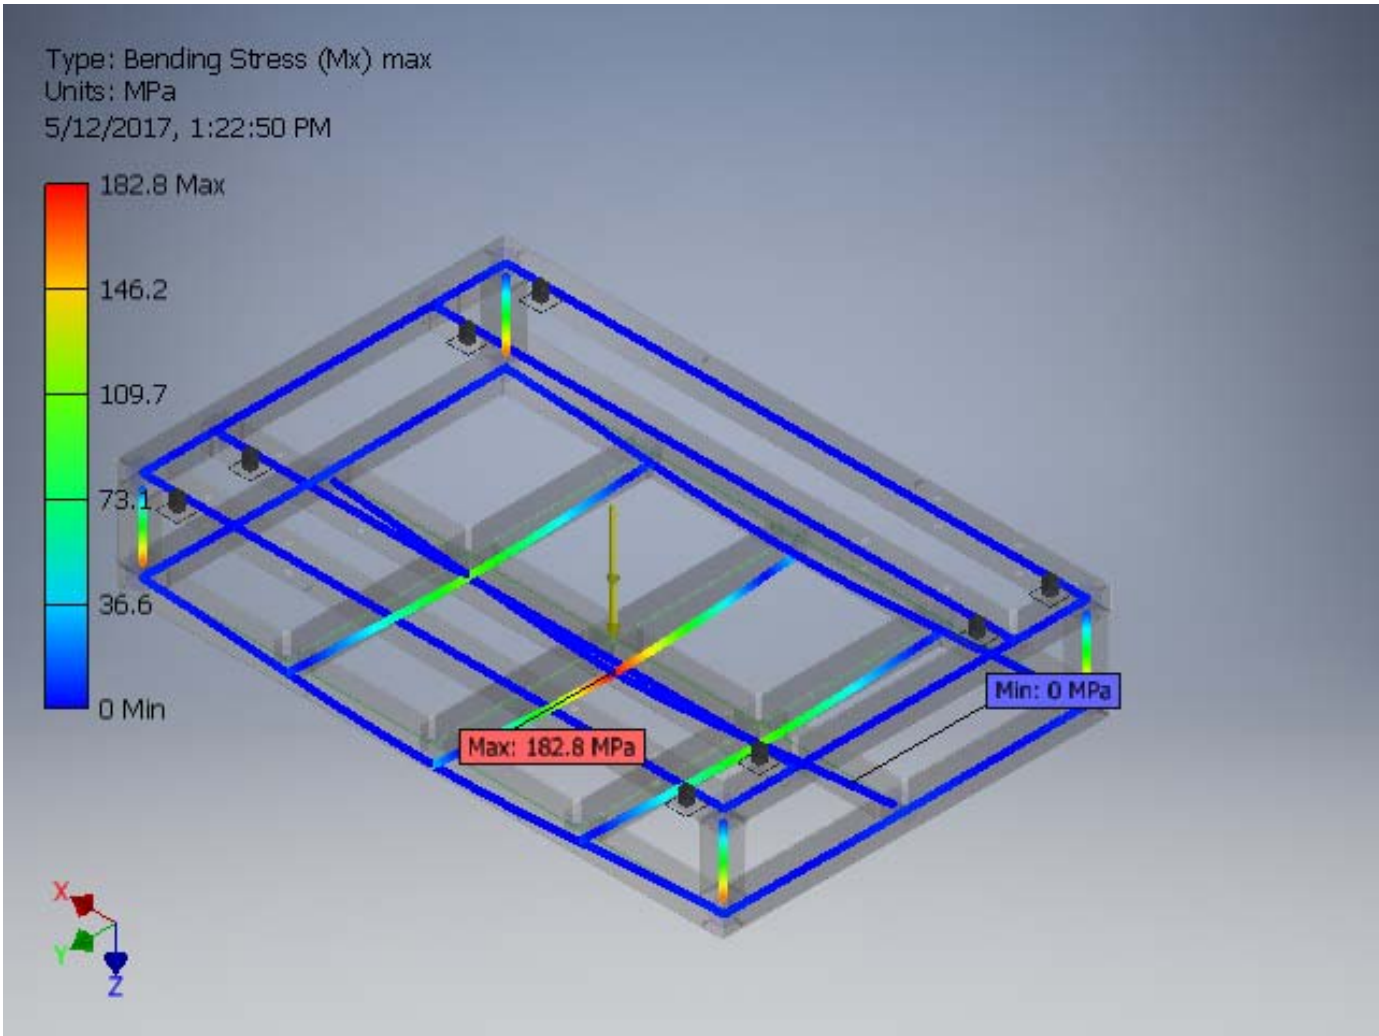 Type: Bending Stress (Mx) max
Units: MPa
5/12/2017, 1:22:50 PM
182.8 Max
146.2
109.7
73.1
36.6
0 Min
Min: 0 MPa
Max: 182.8 MPa
X
Y
Z